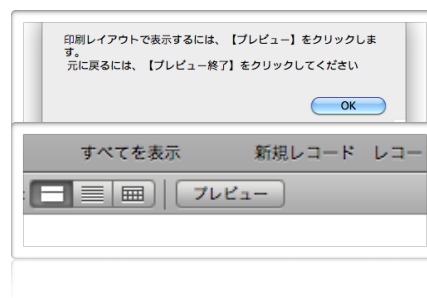 印刷レイアウトで表示するには、【プレビュー】をクリックしま
す。
元に戻るには、【プレビュー終了】をクリックしてください
OK
すべてを表示 新規レコード レコー
プレビュー